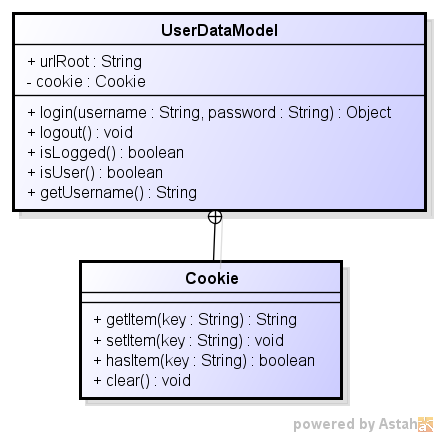 UserDataModel
+ urlRoot : String
- cookie : Cookie
+ login(username : String, password : String) : Object
+ logout() : void
+ isLogged() : boolean
+ isUser() : boolean
+ getUsername() : String
Cookie
+ getItem(key : String) : String
+ setItem(key : String) : void
+ hasItem(key : String) : boolean
+ clear() : void
powered by Astah